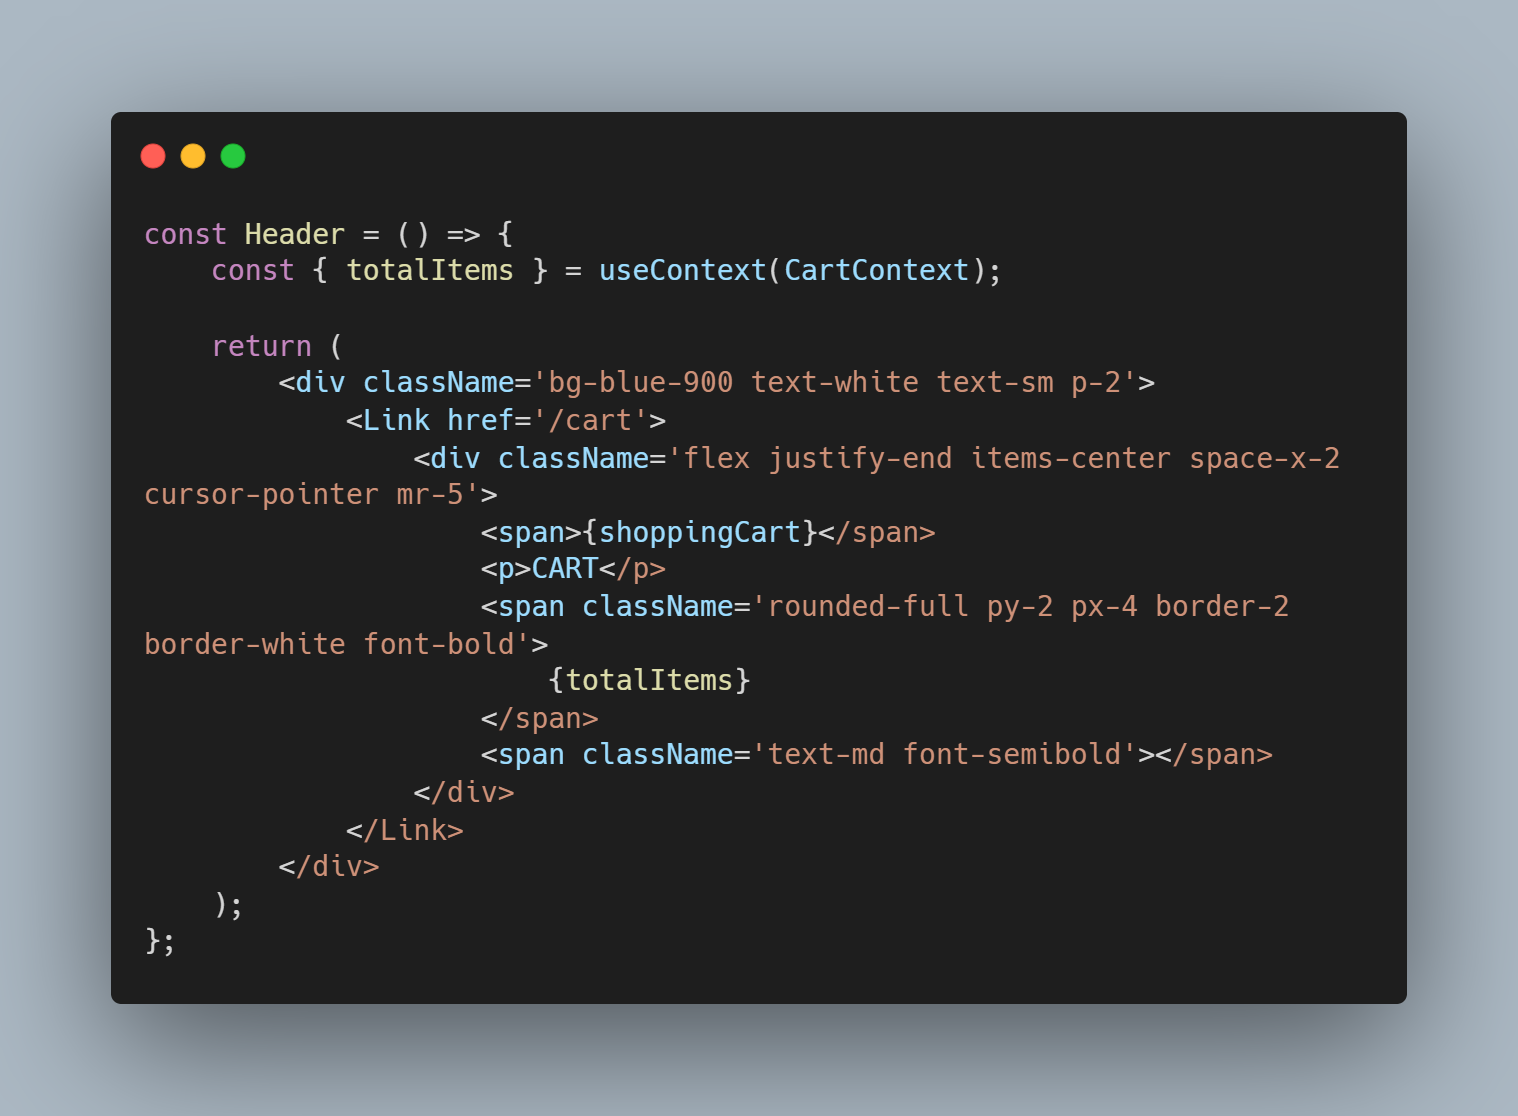 const Header = () => {
    const { totalItems } = useContext(CartContext);

    return (
        <div className='bg-blue-900 text-white text-sm p-2'>
            <Link href='/cart'>
                <div className='flex justify-end items-center space-x-2
cursor-pointer mr-5'>
                    <span>{shoppingCart}</span>
                    <p>CART</p>
                    <span className='rounded-full py-2 px-4 border-2
border-white font-bold'>
                        {totalItems}
                    </span>
                    <span className='text-md font-semibold'></span>
                </div>
            </Link>
        </div>
    );
};